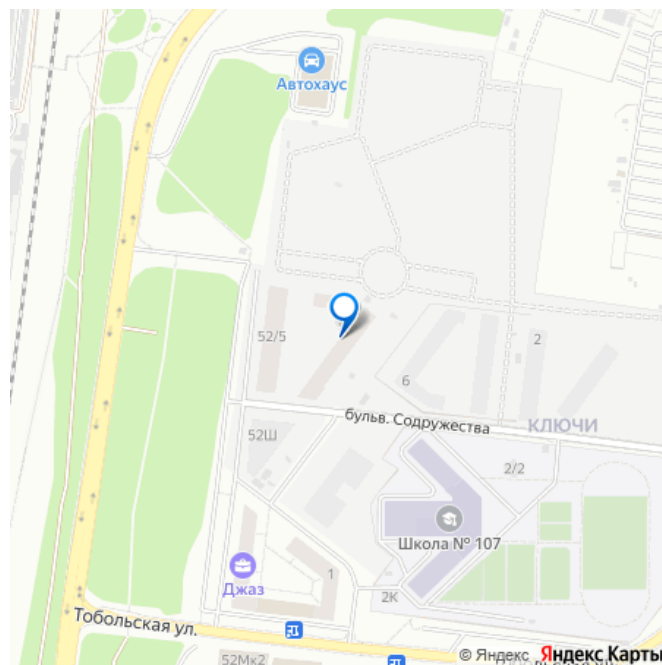 Автохаус
52/5
2
6
бульв. Содружества
КЛЮЧИ
52Ш
2/2
Школа № 107
Джаз
1
2К
Тобольская ул.
52Мк2
© Яндекс Яндекс Карты